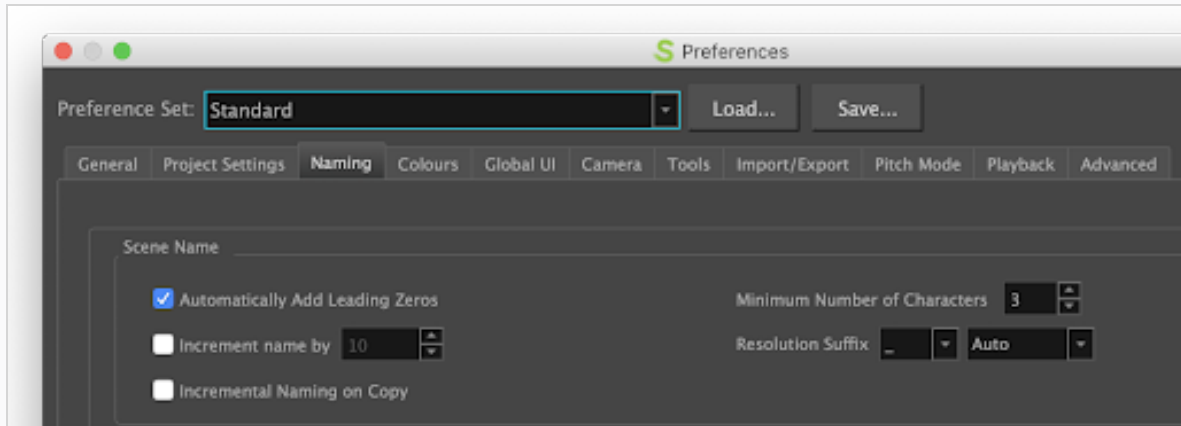 S Preferences
Preference Set: Standard Load... Save...
General Project Settings Naming Colours Global UI Camera Tools Import/Export Pitch Mode Playback Advanced
Scene Name
Automatically Add Leading Zeros Minimum Number of Characters 3
Increment name by 10 Resolution Suffix _ Auto
Incremental Naming on Copy